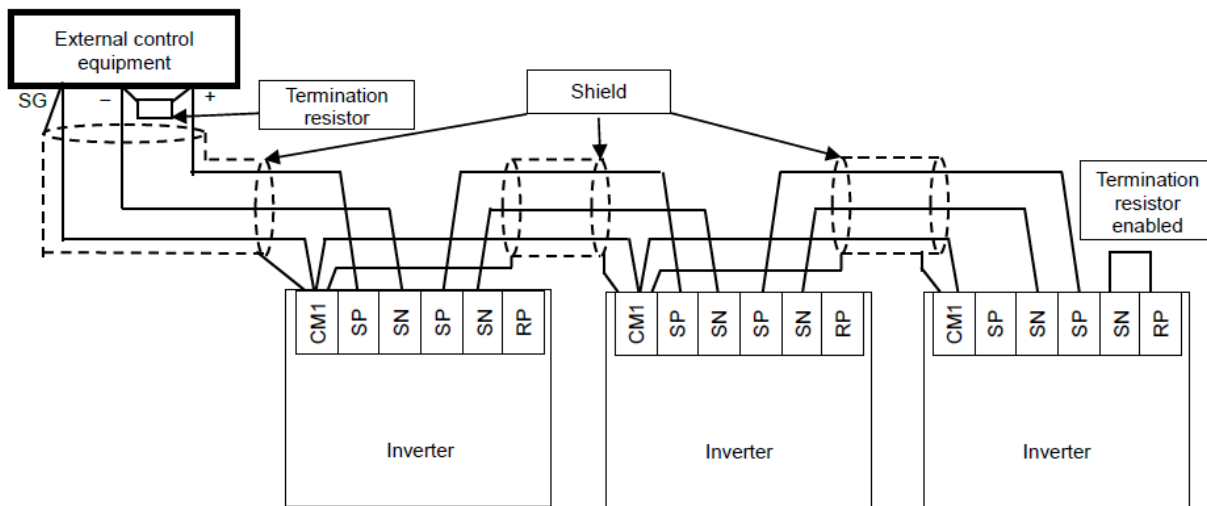 External control
equipment
SG
–
+
Termination
resistor
Shield
Termination
resistor
enabled
CM1 SP SN SP SN RP
CM1 SP SN SP SN RP
CM1 SP SN SP SN RP
Inverter
Inverter
Inverter